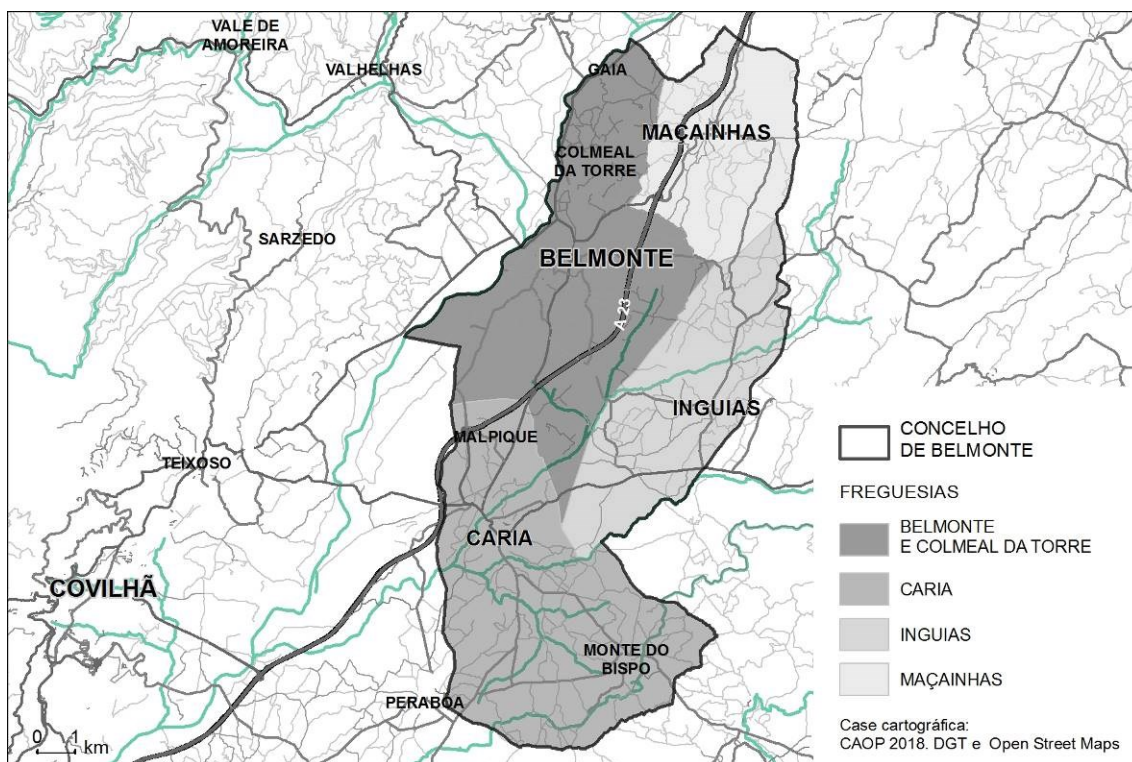 VALE DE
AMOREIRA
VALHELHAS
GAIA
MAÇAINHAS
COLMEAL
DA TORRE
SARZEDO
BELMONTE
A 23
INGUIAS
MALPIQUE
TEIXOSO
CARIA
COVILHÃ
MONTE DO
BISPO
PERABOA
0 1
km
CONCELHO
DE BELMONTE
FREGUESIAS
BELMONTE
E COLMEAL DA TORRE
CARIA
INGUIAS
MAÇAINHAS
Case cartográfica:
CAOP 2018. DGT e Open Street Maps